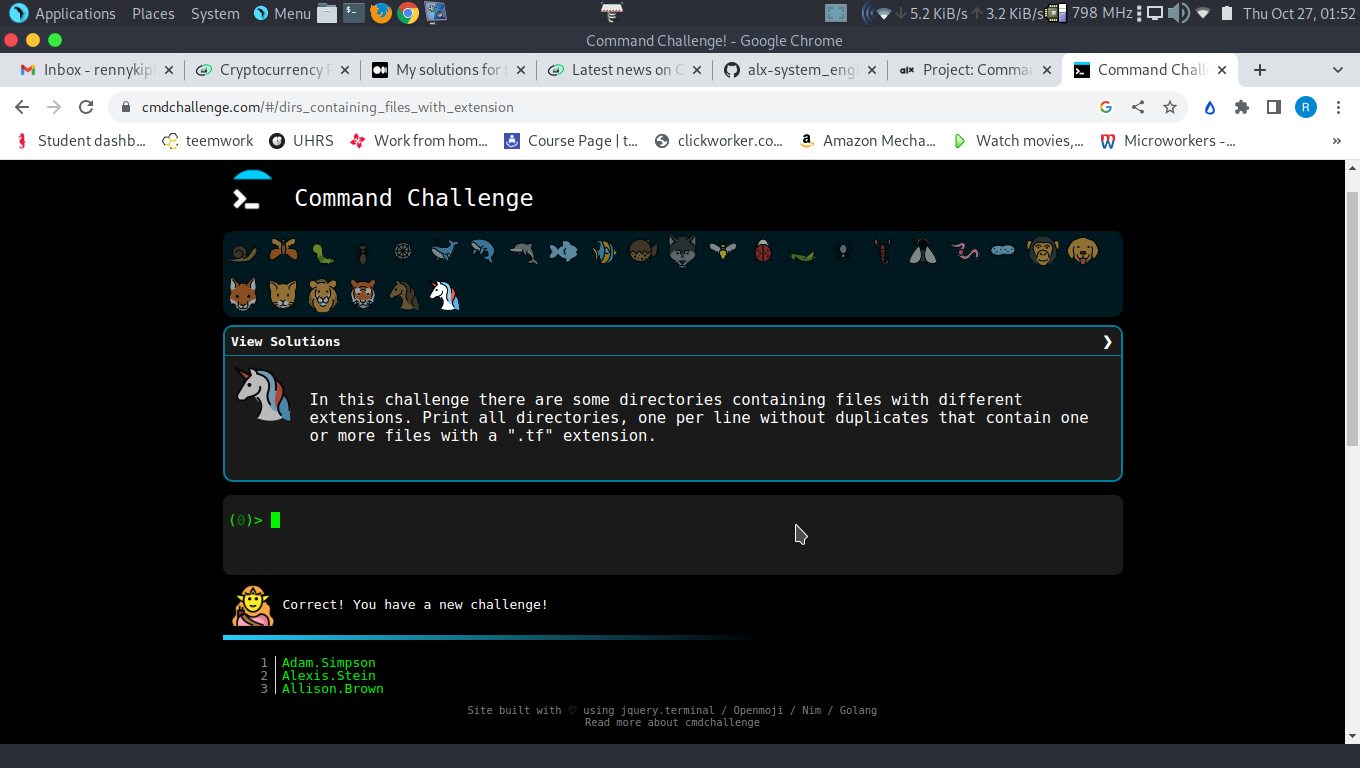 Applications Places System Menu 5.2 KiB/s 3.2 KiB/s 798 MHz Thu Oct 27, 01:52
Command Challenge! - Google Chrome
Inbox - rennykip Cryptocurrency My solutions for Latest news on alx-system_eng Project: Comman Command Chall
cmdchallenge.com/#/dirs_containing_files_with_extension R
Student dashb... teemwork UHRS Work from hom... Course Page | t... clickworker.co... Amazon Mecha... Watch movies,... Microworkers -... »
Command Challenge
View Solutions
In this challenge there are some directories containing files with different
extensions. Print all directories, one per line without duplicates that contain one
or more files with a ".tf" extension.
(0)>
Correct! You have a new challenge!
1 Adam.Simpson
2 Alexis.Stein
3 Allison.Brown
Site built with ♡ using jquery.terminal / Openmoji / Nim / Golang
Read more about cmdchallenge